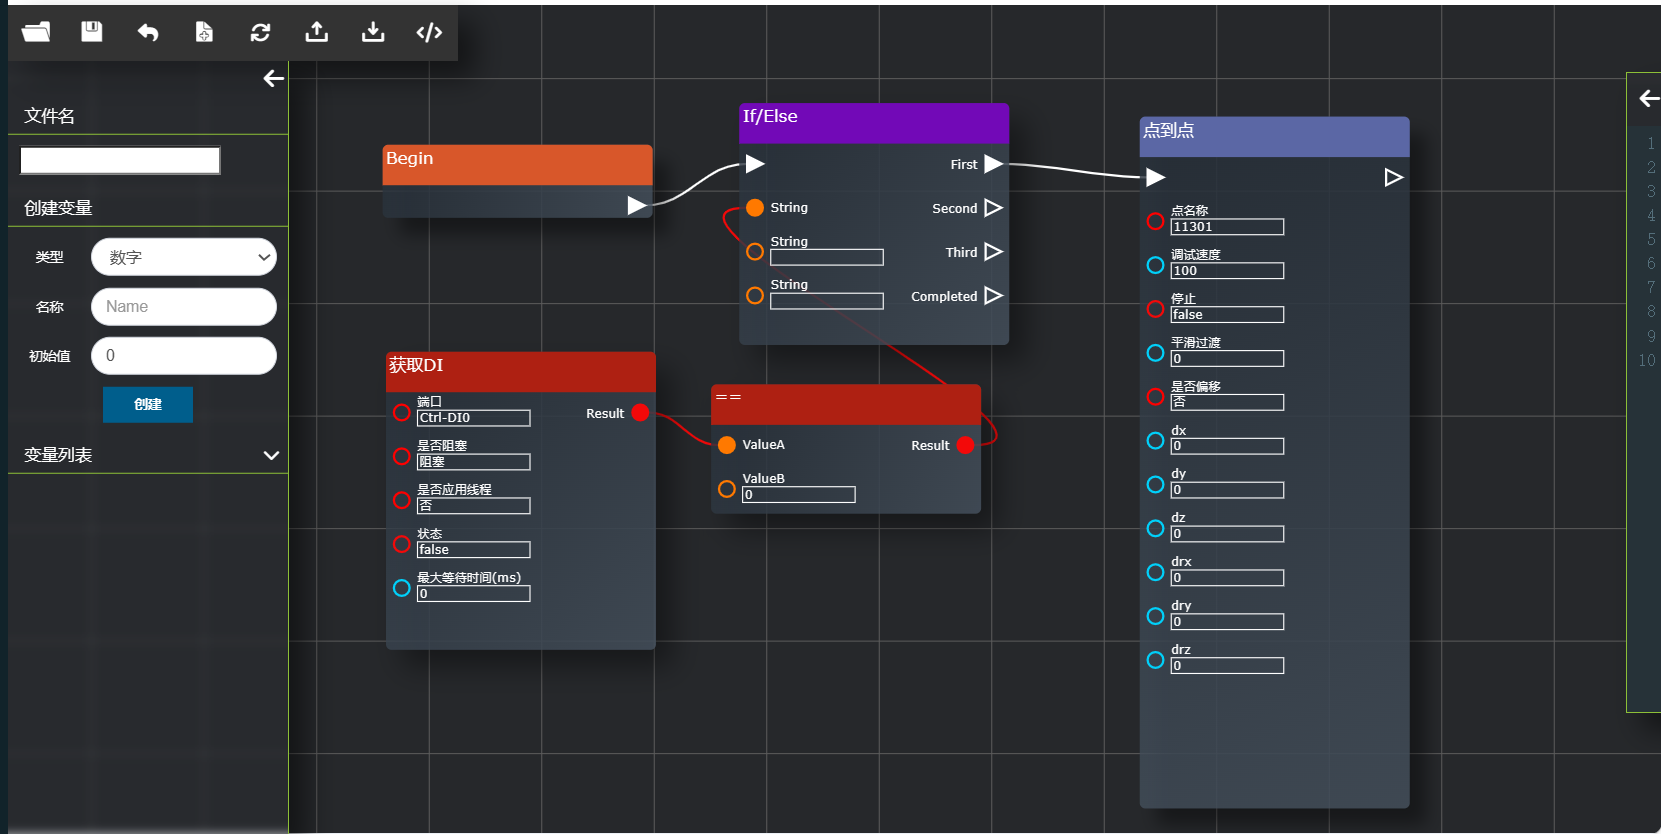 文件名
创建变量
类型
数字
名称
Name
初始值
0
创建
变量列表
Begin
If/Else
First
String
Second
String
Third
String
Completed
获取DI
端口
Ctrl-DI0
Result
是否阻塞
阻塞
是否应用线程
否
状态
false
最大等待时间(ms)
0
==
ValueA
Result
ValueB
0
点到点
点名称
11301
调试速度
100
停止
false
平滑过渡
0
是否偏移
否
dx
0
dy
0
dz
0
drx
0
dry
0
drz
0
1
2
3
4
5
6
7
8
9
10